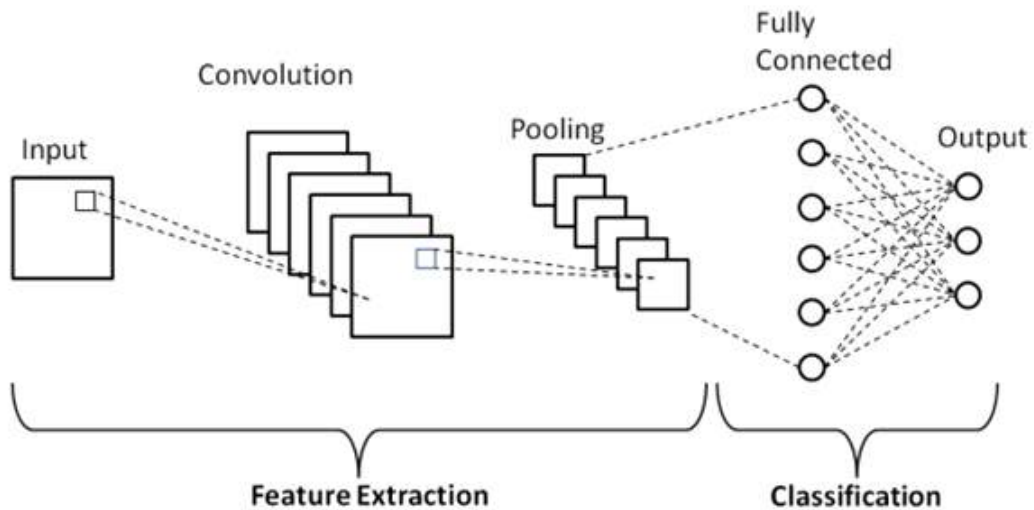 Input
Convolution
Pooling
Fully
Connected
Output
Feature Extraction
Classification